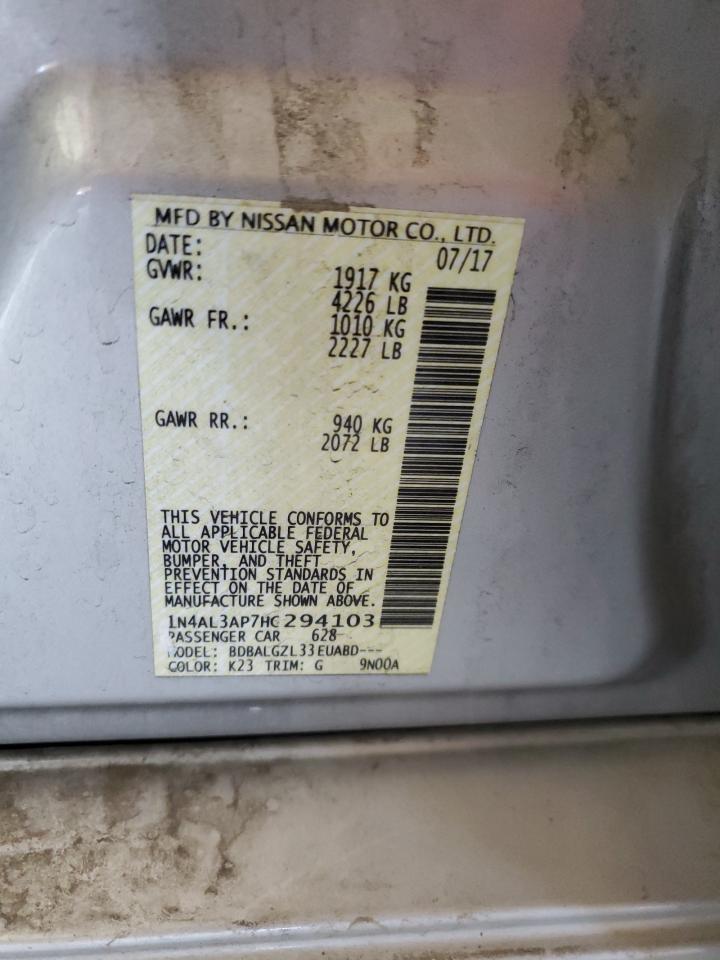 MFD BY NISSAN MOTOR CO., LTD.
DATE: 07/17
GVWR: 1917 KG
4226 LB
GAWR FR.: 1010 KG
2227 LB
GAWR RR.: 940 KG
2072 LB
THIS VEHICLE CONFORMS TO
ALL APPLICABLE FEDERAL
MOTOR VEHICLE SAFETY,
BUMPER, AND THEFT
PREVENTION STANDARDS IN
EFFECT ON THE DATE OF
MANUFACTURE SHOWN ABOVE.
1N4AL3AP7HC294103
PASSENGER CAR 628-
MODEL: BDBALGZL33EUABD---
COLOR: K23 TRIM: G 9N00A